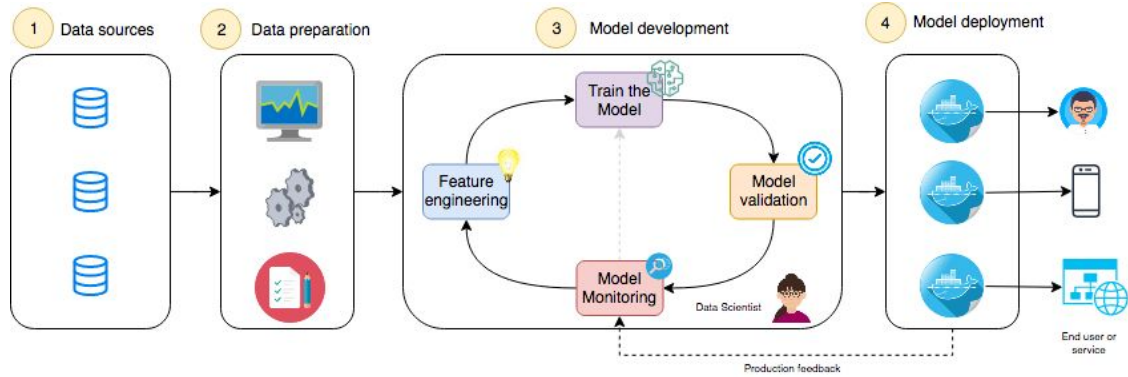 1 Data sources
2 Data preparation
3 Model development
4 Model deployment
Train the
Model
Feature
engineering
Model
validation
Model
Monitoring
Data Scientist
End user or
service
Production feedback